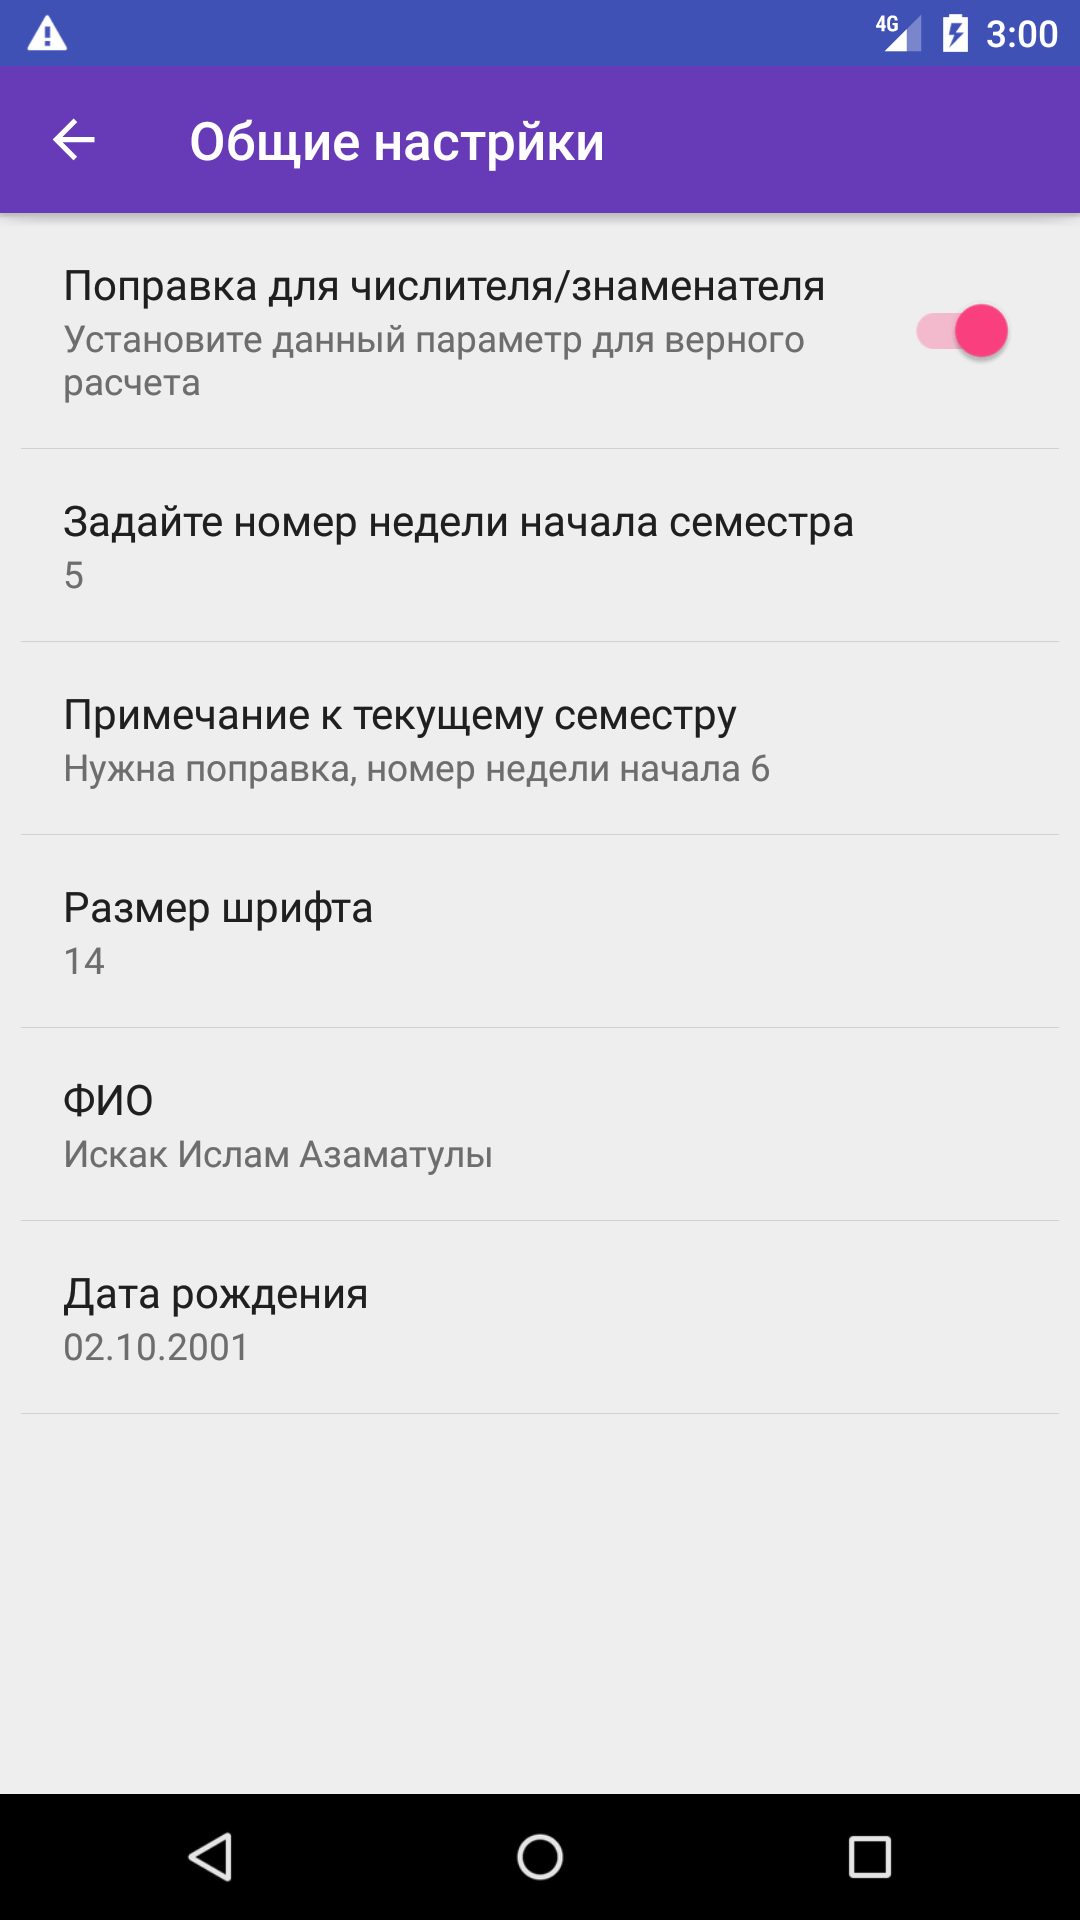 4G 3:00
Общие настрйки
Поправка для числителя/знаменателя
Установите данный параметр для верного
расчета
Задайте номер недели начала семестра
5
Примечание к текущему семестру
Нужна поправка, номер недели начала 6
Размер шрифта
14
ФИО
Искак Ислам Азаматулы
Дата рождения
02.10.2001